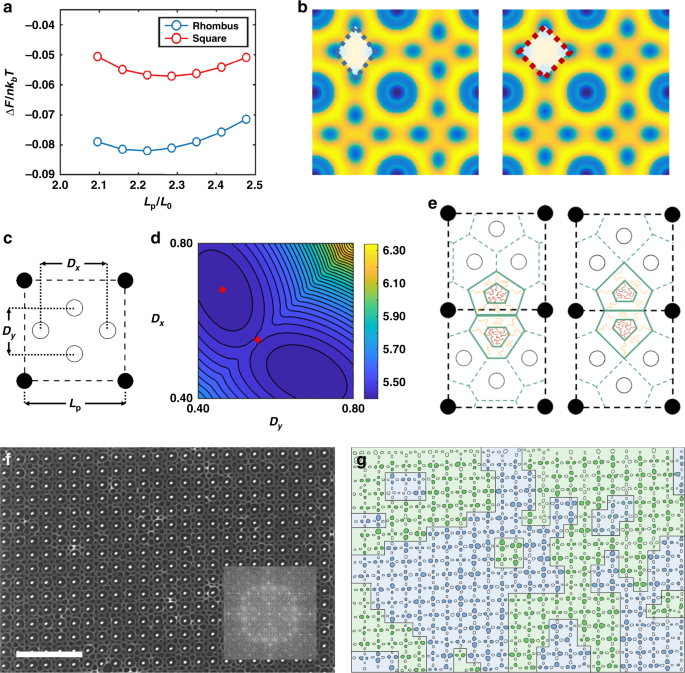 a
−0.04
−0.05
−0.06
−0.07
−0.08
−0.09
ΔF/nk_bT
Rhombus
Square
2.0
2.1
2.2
2.3
2.4
2.5
L_p/L_0
b
c
D_x
D_y
L_p
d
0.80
D_x
0.40
0.40
0.80
D_y
6.30
6.10
5.90
5.70
5.50
e
f
g